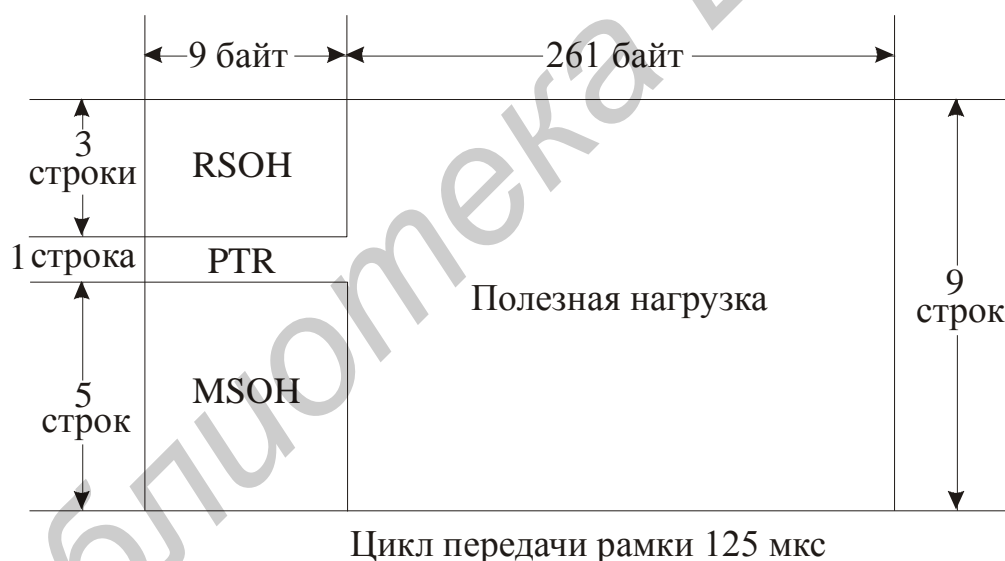 9 байт
261 байт
3
строки
RSOH
1 строка
PTR
Полезная нагрузка
9
строк
5
строк
MSOH
Цикл передачи рамки 125 мкс